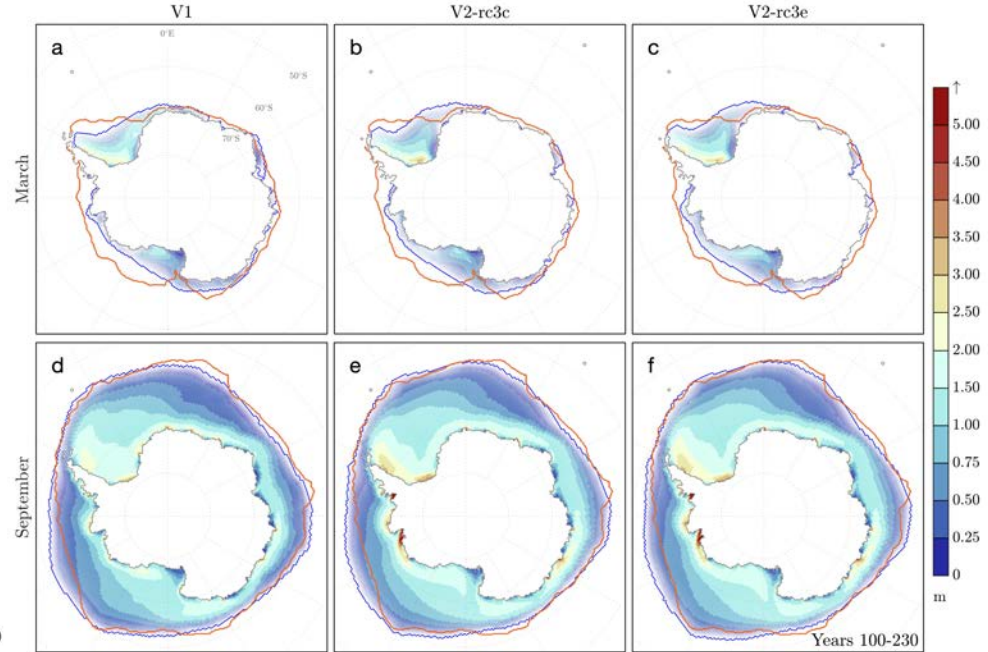 V1 V2-rc3c V2-rc3e
a b c
0°E
50°S
60°S
70°S
March
↑
5.00
4.50
4.00
3.50
3.00
2.50
2.00
1.50
1.00
0.75
0.50
0.25
0
m
d e f
September
Years 100-230
)